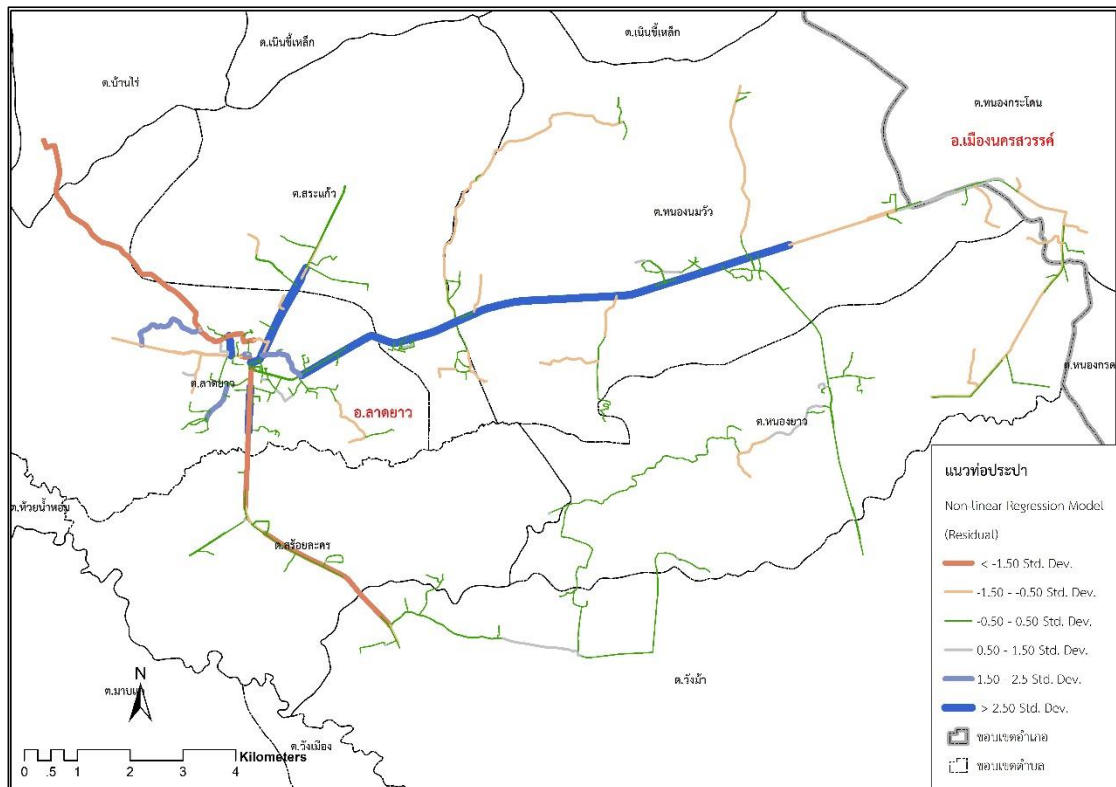 ต.เนินขี้เหล็ก
ต.เนินขี้เหล็ก
ต.บ้านไร่
ต.หนองกระโดน
อ.เมืองนครสวรรค์
ต.สระแก้ว
ต.หนองนมวัว
ต.ลาดยาว
อ.ลาดยาว
ต.หนองกรด
ต.หนองยาว
ต.ห้วยน้ำหอม
ต.สร้อยละคร
ต.วังม้า
ต.มาบแก
ต.วังเมือง
N
0 .5 1 2 3 4
Kilometers
แนวท่อประปา
Non-linear Regression Model
(Residual)
< -1.50 Std. Dev.
-1.50 - -0.50 Std. Dev.
-0.50 - 0.50 Std. Dev.
0.50 - 1.50 Std. Dev.
1.50 - 2.5 Std. Dev.
> 2.50 Std. Dev.
ขอบเขตอำเภอ
ขอบเขตตำบล